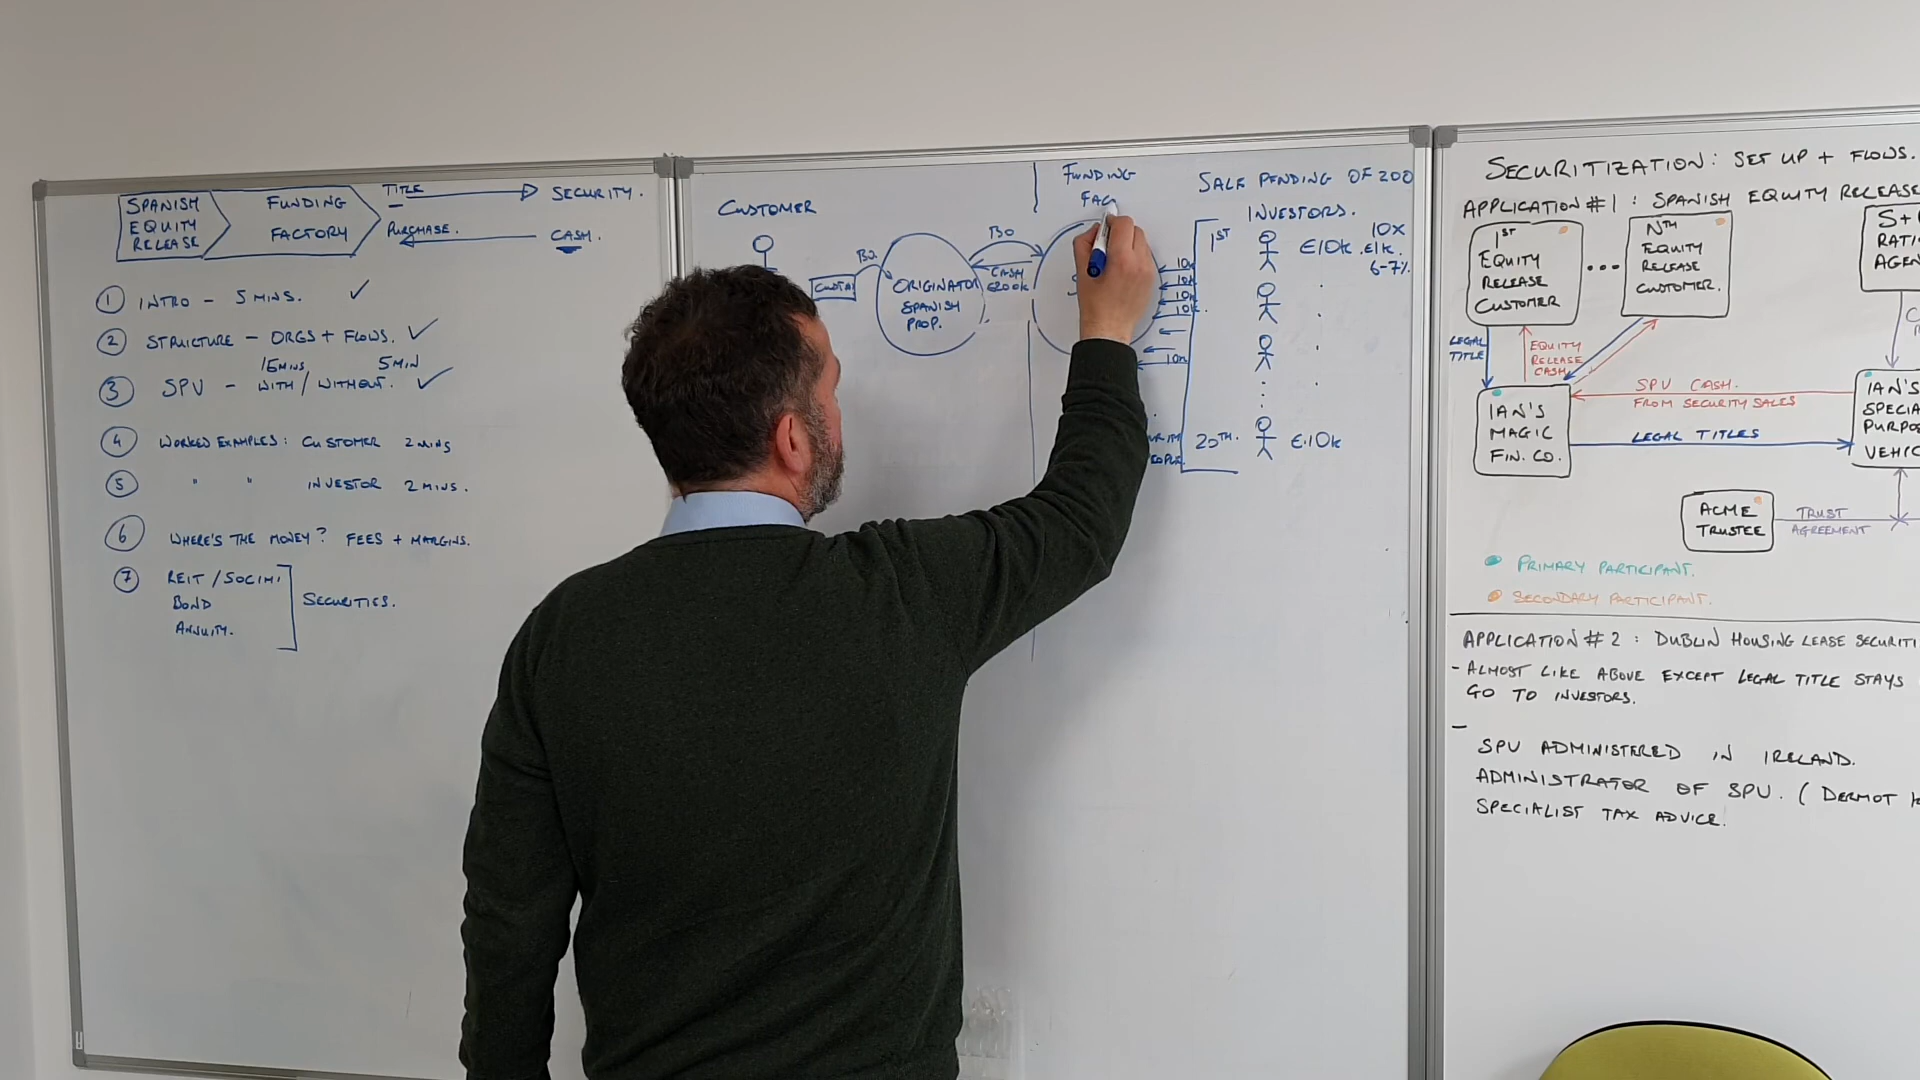 SPANISH
EQUITY
RELEASE
FUNDING
FACTORY
TITLE
SECURITY.
PURCHASE.
CASH.
1 INTRO - 5 MINS. ✓
2 STRUCTURE - ORGS + FLOWS. ✓
15MINS 5MIN
3 SPV - WITH / WITHOUT. ✓
4 WORKED EXAMPLES: CUSTOMER 2 MINS
5 " " INVESTOR 2 MINS.
6 WHERE'S THE MONEY? FEES + MARGINS.
7 REIT / SOCIMI
BOND
ANNUITY.
SECURITIES.
CUSTOMER
ORIGINATOR
SPANISH
PROP.
CASH
€200K
FUNDING
FAC
SALE PENDING OF 200
INVESTORS.
1ST
€10K
10X
€1K.
6-7%
10K
10K
10K
10K
10K
20TH.
€10K
SECURITIZATION: SET UP + FLOWS.
APPLICATION #1 : SPANISH EQUITY RELEASE
1ST
EQUITY
RELEASE
CUSTOMER
...
NTH
EQUITY
RELEASE
CUSTOMER.
S+
RATI
AGEN
LEGAL
TITLE
EQUITY
RELEASE
CASH
SPV CASH.
FROM SECURITY SALES
LEGAL TITLES
IAN'S
MAGIC
FIN. CO.
IAN'S
SPECIA
PURPOS
VEHIC
ACME
TRUSTEE
TRUST
AGREEMENT
PRIMARY PARTICIPANT.
SECONDARY PARTICIPANT.
APPLICATION #2 : DUBLIN HOUSING LEASE SECURITI
- ALMOST LIKE ABOVE EXCEPT LEGAL TITLE STAYS
GO TO INVESTORS.
-
SPV ADMINISTERED IN IRELAND.
ADMINISTRATOR OF SPV. (DERMOT
SPECIALIST TAX ADVICE.